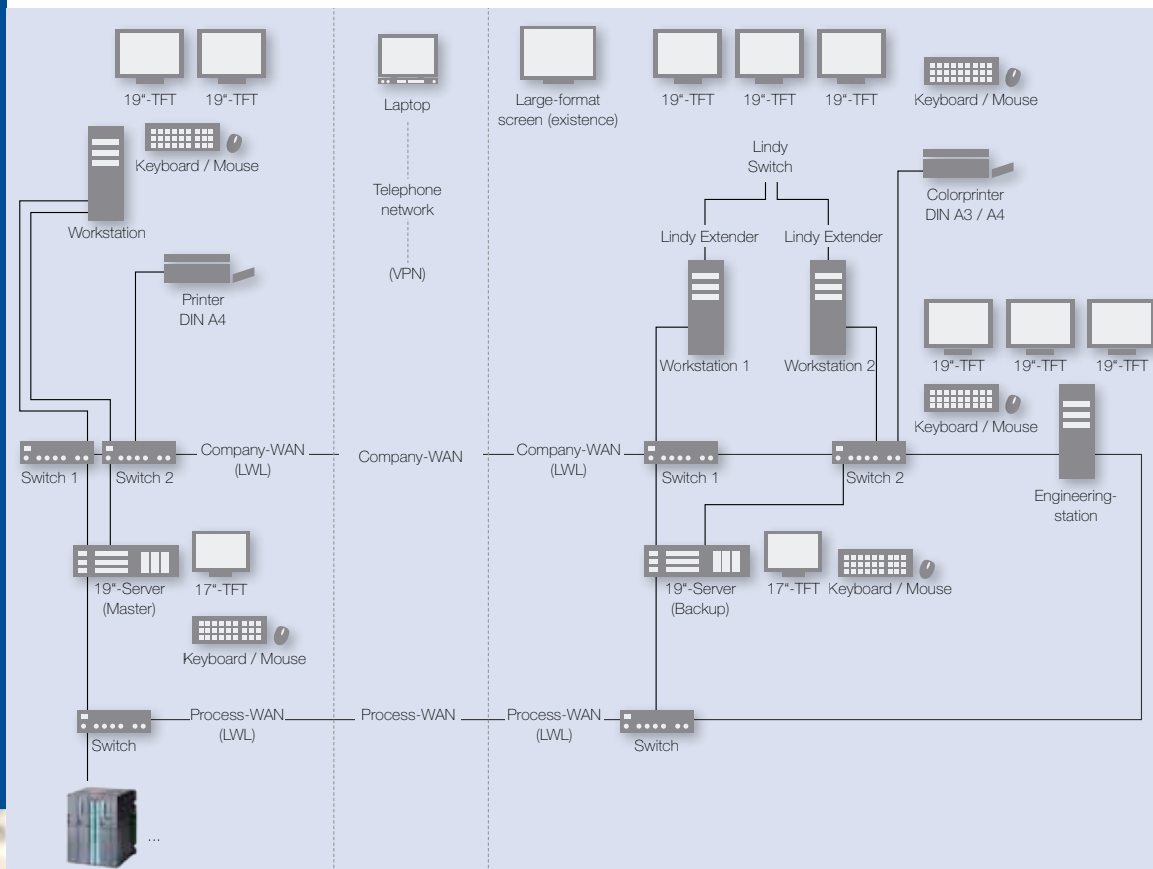 19“-TFT
19“-TFT
Keyboard / Mouse
Workstation
Printer
DIN A4
Switch 1
Switch 2
Company-WAN
(LWL)
19“-Server
(Master)
17“-TFT
Keyboard / Mouse
Process-WAN
(LWL)
Switch
...
Laptop
Telephone
network
(VPN)
Company-WAN
Process-WAN
Large-format
screen (existence)
19“-TFT
19“-TFT
19“-TFT
Keyboard / Mouse
Lindy
Switch
Colorprinter
DIN A3 / A4
Lindy Extender
Lindy Extender
Workstation 1
Workstation 2
19“-TFT
19“-TFT
19“-TFT
Keyboard / Mouse
Company-WAN
(LWL)
Switch 1
Switch 2
Engineering-
station
19“-Server
(Backup)
17“-TFT
Keyboard / Mouse
Process-WAN
(LWL)
Switch